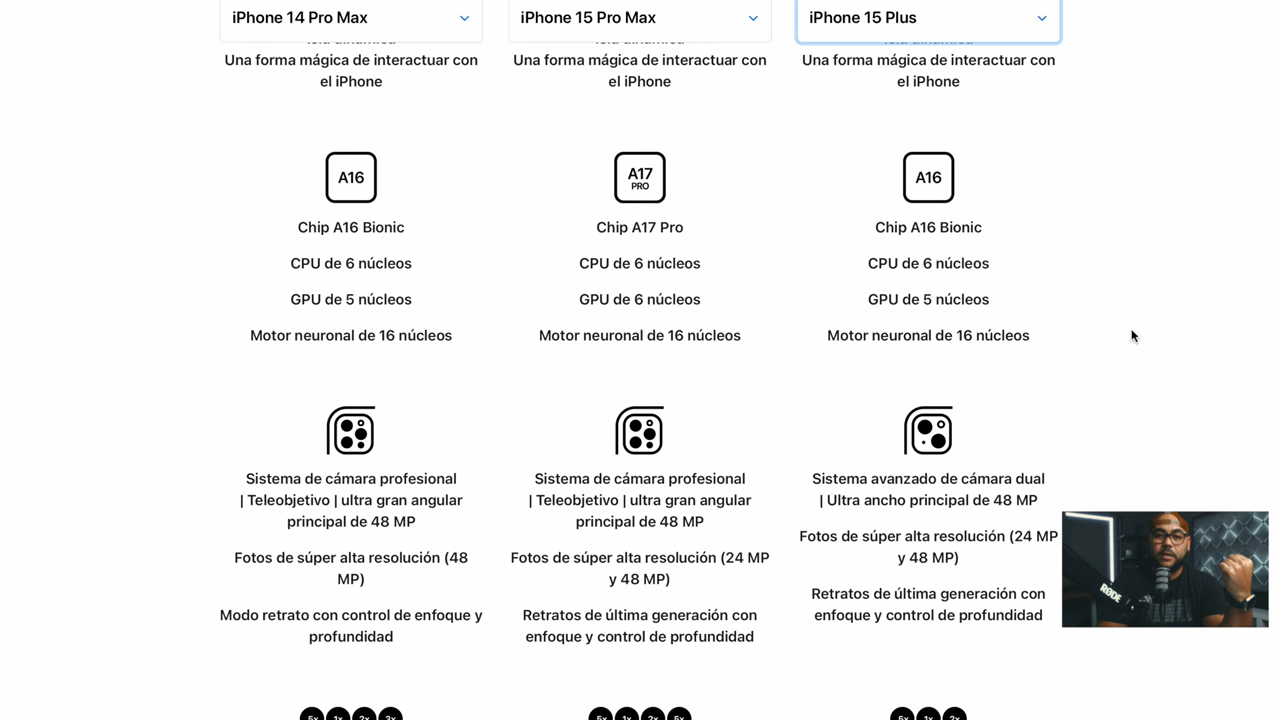 iPhone 14 Pro Max
iPhone 15 Pro Max
iPhone 15 Plus
Una forma mágica de interactuar con
el iPhone
Una forma mágica de interactuar con
el iPhone
Una forma mágica de interactuar con
el iPhone
A16
Chip A16 Bionic
CPU de 6 núcleos
GPU de 5 núcleos
Motor neuronal de 16 núcleos
A17
PRO
Chip A17 Pro
CPU de 6 núcleos
GPU de 6 núcleos
Motor neuronal de 16 núcleos
A16
Chip A16 Bionic
CPU de 6 núcleos
GPU de 5 núcleos
Motor neuronal de 16 núcleos
Sistema de cámara profesional
| Teleobjetivo | ultra gran angular
principal de 48 MP
Fotos de súper alta resolución (48
MP)
Modo retrato con control de enfoque y
profundidad
Sistema de cámara profesional
| Teleobjetivo | ultra gran angular
principal de 48 MP
Fotos de súper alta resolución (24 MP
y 48 MP)
Retratos de última generación con
enfoque y control de profundidad
Sistema avanzado de cámara dual
| Ultra ancho principal de 48 MP
Fotos de súper alta resolución (24 MP
y 48 MP)
Retratos de última generación con
enfoque y control de profundidad
RØDE